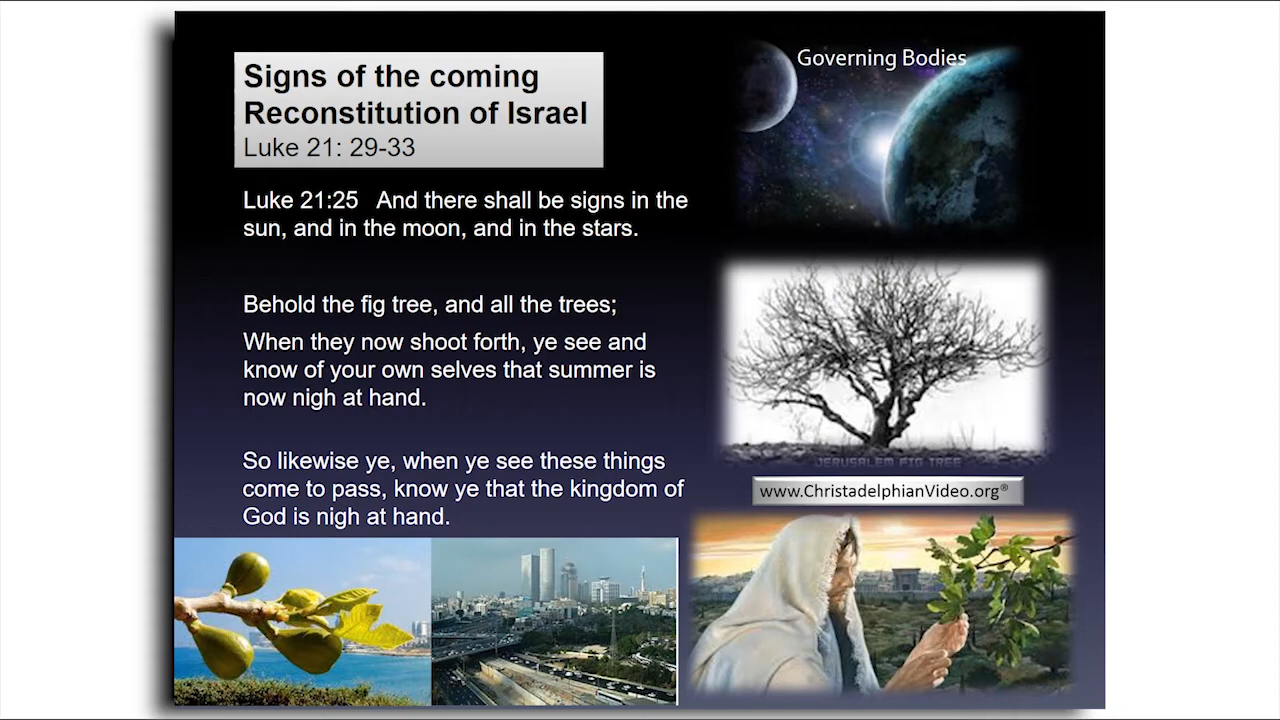 Signs of the coming
Reconstitution of Israel
Luke 21: 29-33
Luke 21:25 And there shall be signs in the
sun, and in the moon, and in the stars.
Behold the fig tree, and all the trees;
When they now shoot forth, ye see and
know of your own selves that summer is
now nigh at hand.
So likewise ye, when ye see these things
come to pass, know ye that the kingdom of
God is nigh at hand.
Governing Bodies
JERUSALEM FIG TREE
www.ChristadelphianVideo.org®